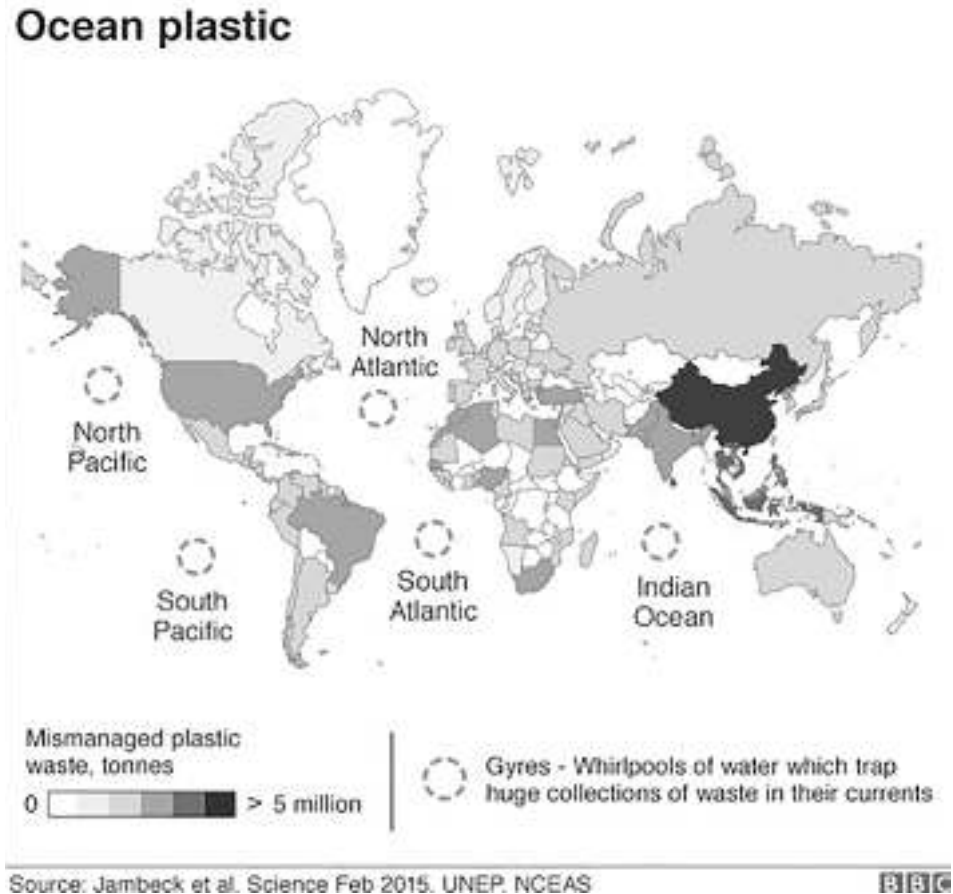 Ocean plastic
North
Atlantic
North
Pacific
South
Pacific
South
Atlantic
Indian
Ocean
Mismanaged plastic
waste, tonnes
0 > 5 million
Gyres - Whirlpools of water which trap
huge collections of waste in their currents
Source: Jambeck et al. Science Feb 2015. UNEP. NCEAS
BBC